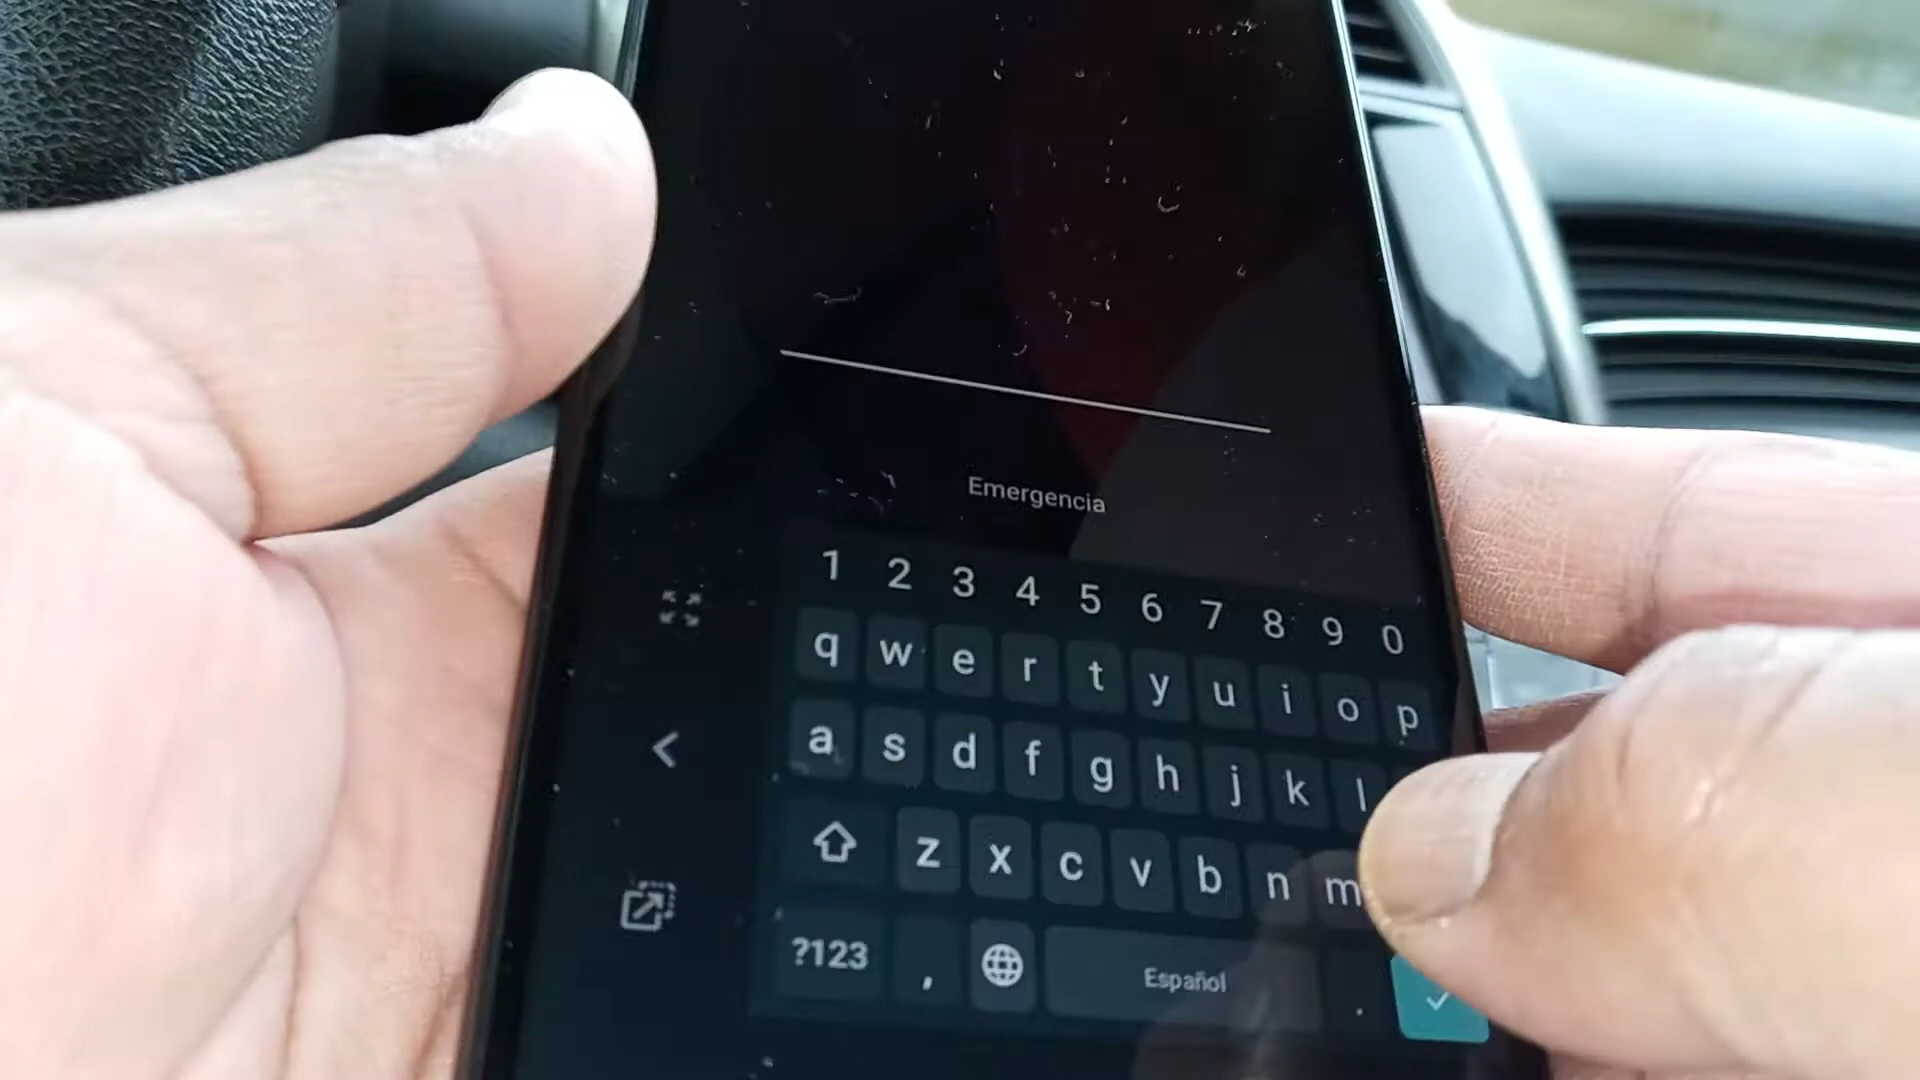 Emergencia
1 2 3 4 5 6 7 8 9 0
q w e r t y u i o p
a s d f g h j k l
z x c v b n m
?123 , Español .